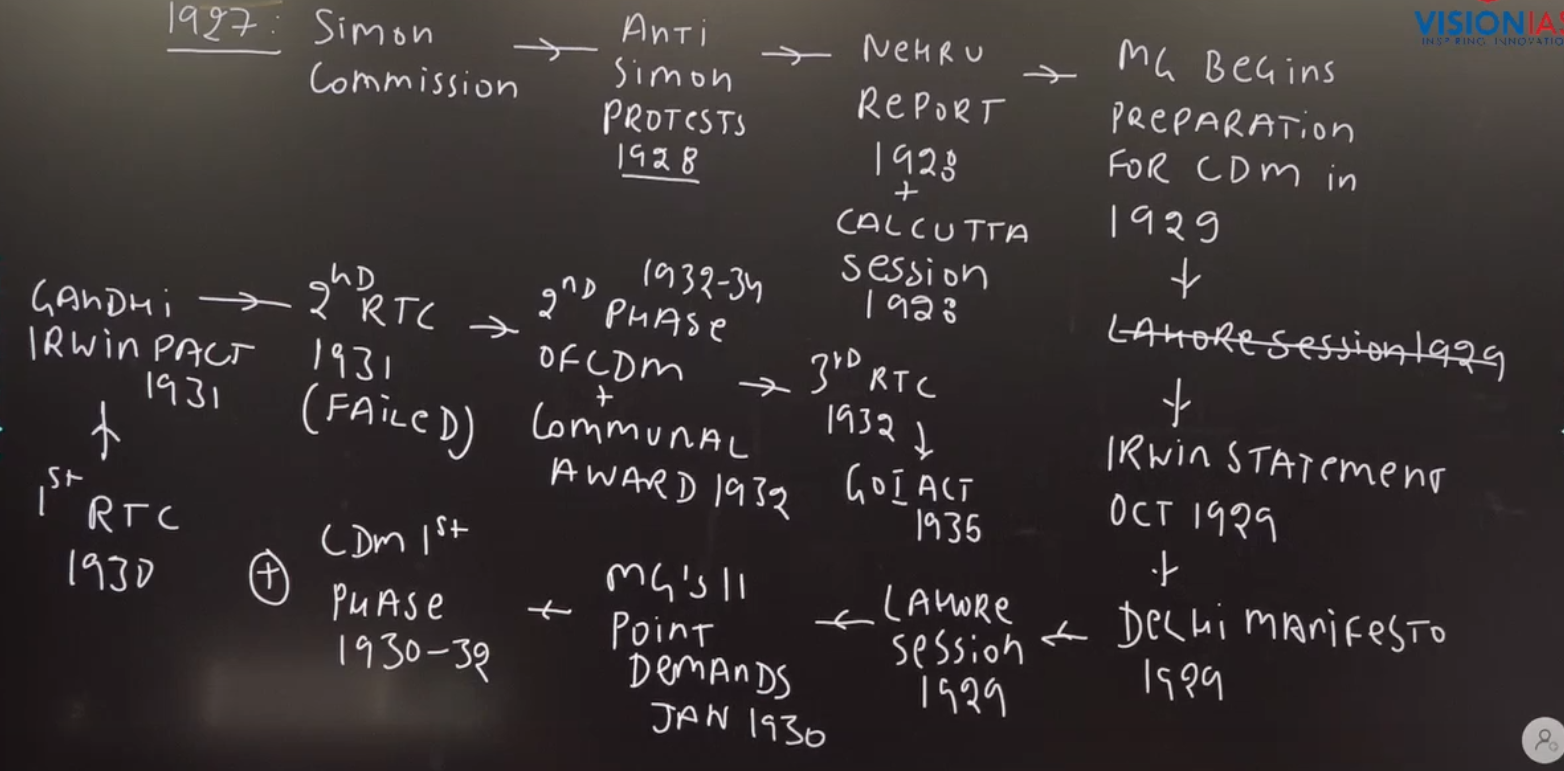 1927: Simon
Commission
→ ANTi
Simon
PROTESTS
1928
→ NEHRU
REPORT
1928
+
CALCUTTA
SESSION
1928
→ MG BEGINS
PREPARATION
FOR CDM in
1929
↓
LAHORE SESSION 1929
↓
IRWIN STATEMENT
OCT 1929
↓
DELHI MANIFESTO
1929
← LAHORE
SESSION
1929
← MG'S 11
POINT
DEMANDS
JAN 1930
← CDM 1st
PHASE
1930-32
+
1st RTC
1930
↑
GANDHI
IRWIN PACT
1931
→ 2ND RTC
1931
(FAILED)
→ 2ND PHASE
1932-34
OF CDM
+
COMMUNAL
AWARD 1932
→ 3rd RTC
1932 ↓
GOI ACT
1935
VISIONIAS
INSPIRING INNOVATIO